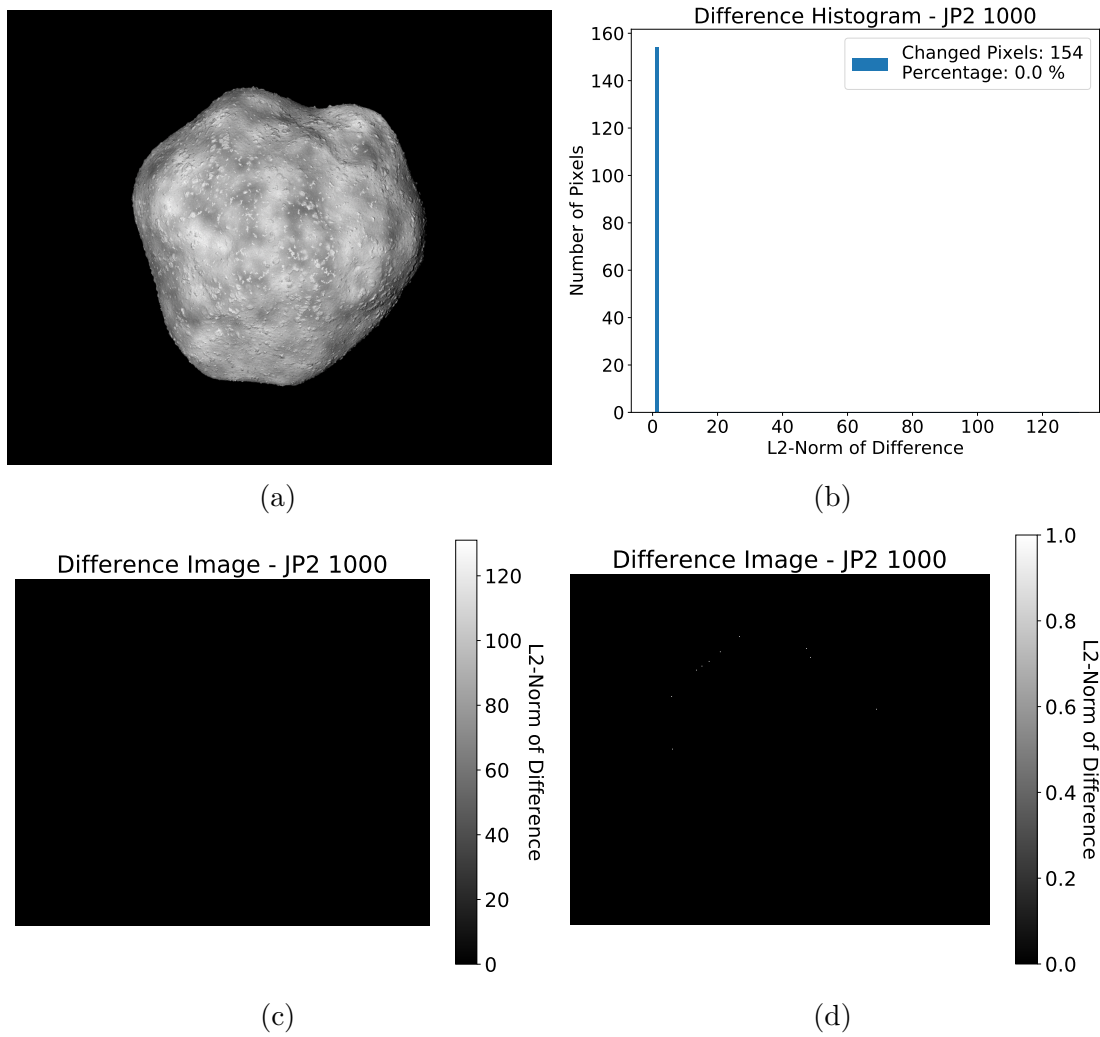 Difference Histogram - JP2 1000
160
140
120
100
80
60
40
20
0
Number of Pixels
Changed Pixels: 154
Percentage: 0.0 %
0 20 40 60 80 100 120
L2-Norm of Difference
(a)
(b)
Difference Image - JP2 1000
120
100
80
60
40
20
0
L2-Norm of Difference
Difference Image - JP2 1000
1.0
0.8
0.6
0.4
0.2
0.0
L2-Norm of Difference
(c)
(d)